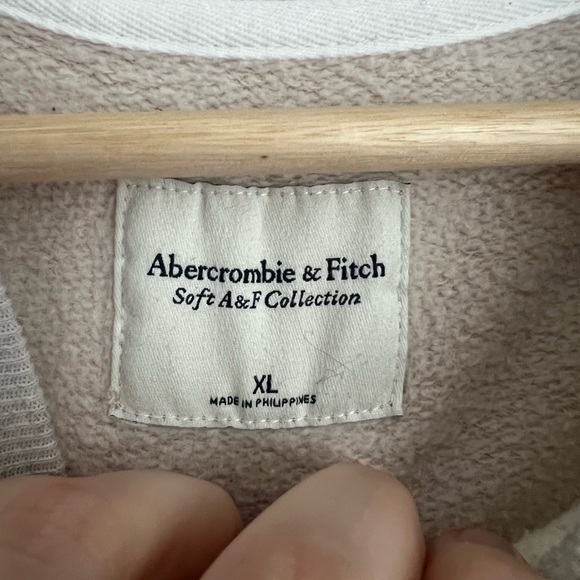 Abercrombie & Fitch
Soft A&F Collection
XL
MADE IN PHILIPPINES